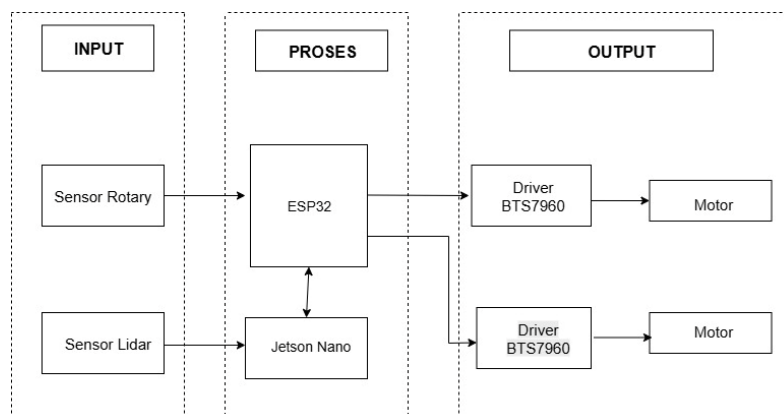 INPUT
PROSES
OUTPUT
Sensor Rotary
ESP32
Driver
BTS7960
Motor
Sensor Lidar
Jetson Nano
Driver
BTS7960
Motor